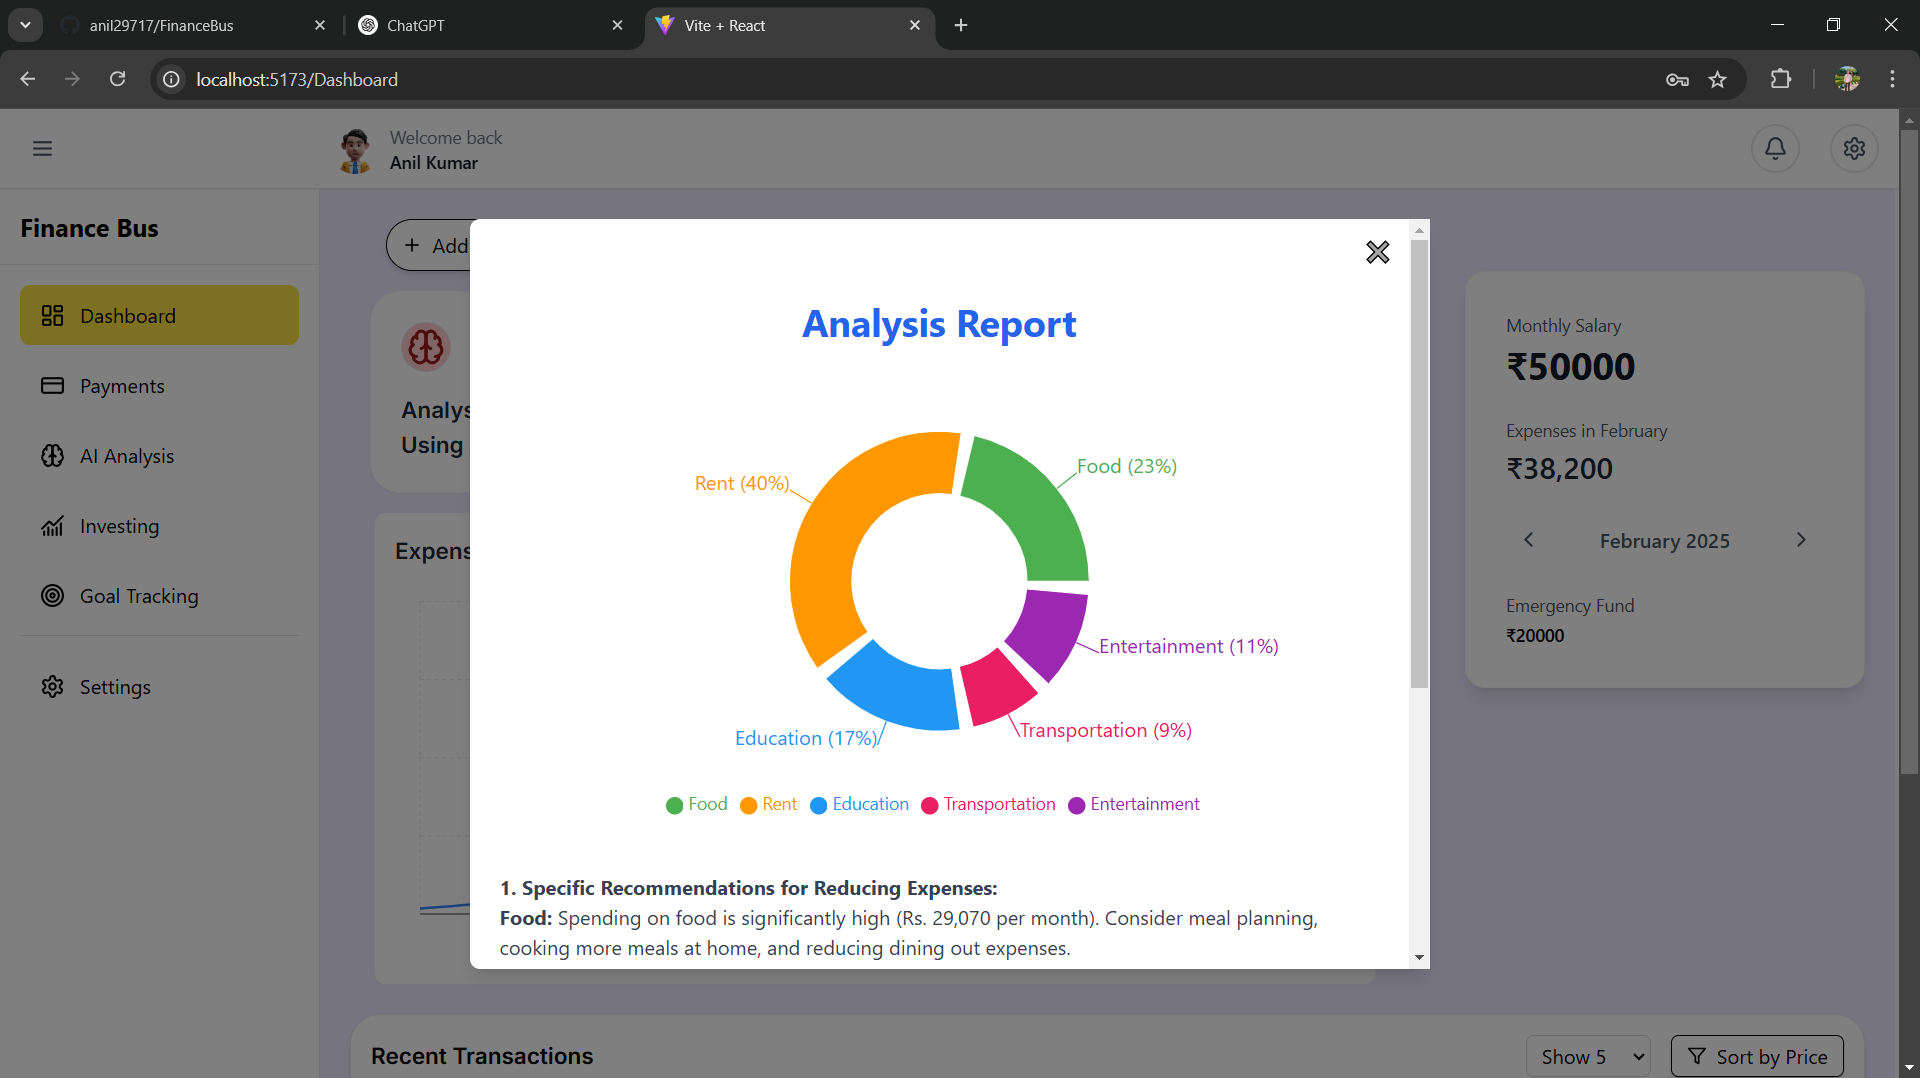 anil29717/FinanceBus
ChatGPT
Vite + React
localhost:5173/Dashboard
Welcome back
Anil Kumar
Finance Bus
Dashboard
Payments
AI Analysis
Investing
Goal Tracking
Settings
+ Add
Analys
Using
Expens
Analysis Report
Rent (40%)
Food (23%)
Entertainment (11%)
Transportation (9%)
Education (17%)
Food Rent Education Transportation Entertainment
1. Specific Recommendations for Reducing Expenses:
Food: Spending on food is significantly high (Rs. 29,070 per month). Consider meal planning,
cooking more meals at home, and reducing dining out expenses.
Monthly Salary
₹50000
Expenses in February
₹38,200
February 2025
Emergency Fund
₹20000
Recent Transactions
Show 5
Sort by Price